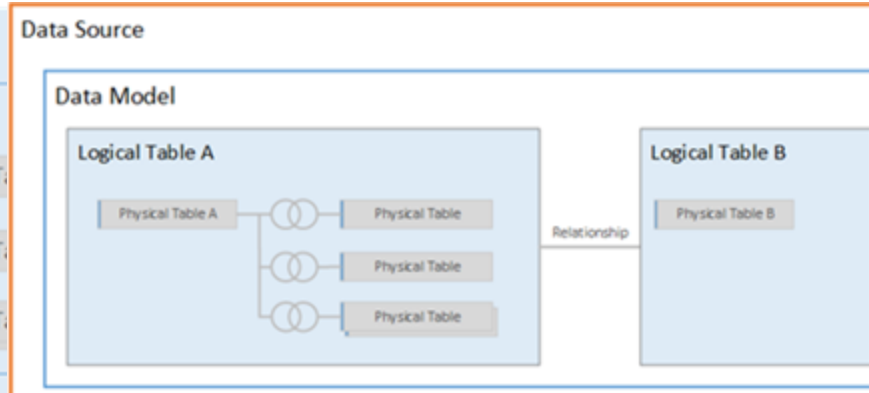 Data Source
Data Model
Logical Table A
Logical Table B
Physical Table A
Physical Table
Physical Table B
Relationship
Physical Table
Physical Table